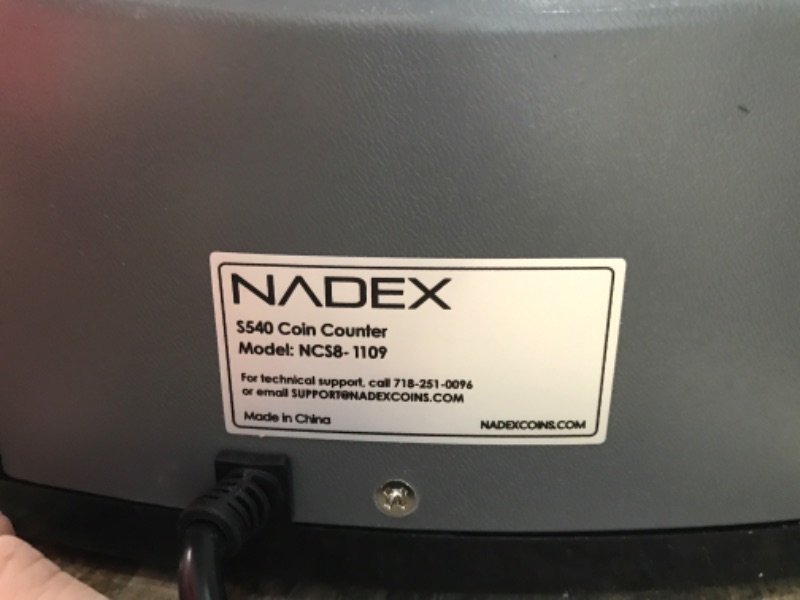 NADEX
S540 Coin Counter
Model: NCS8-1109
For technical support, call 718-251-0096
or email SUPPORT@NADEXCOINS.COM
Made in China
NADEXCOINS.COM